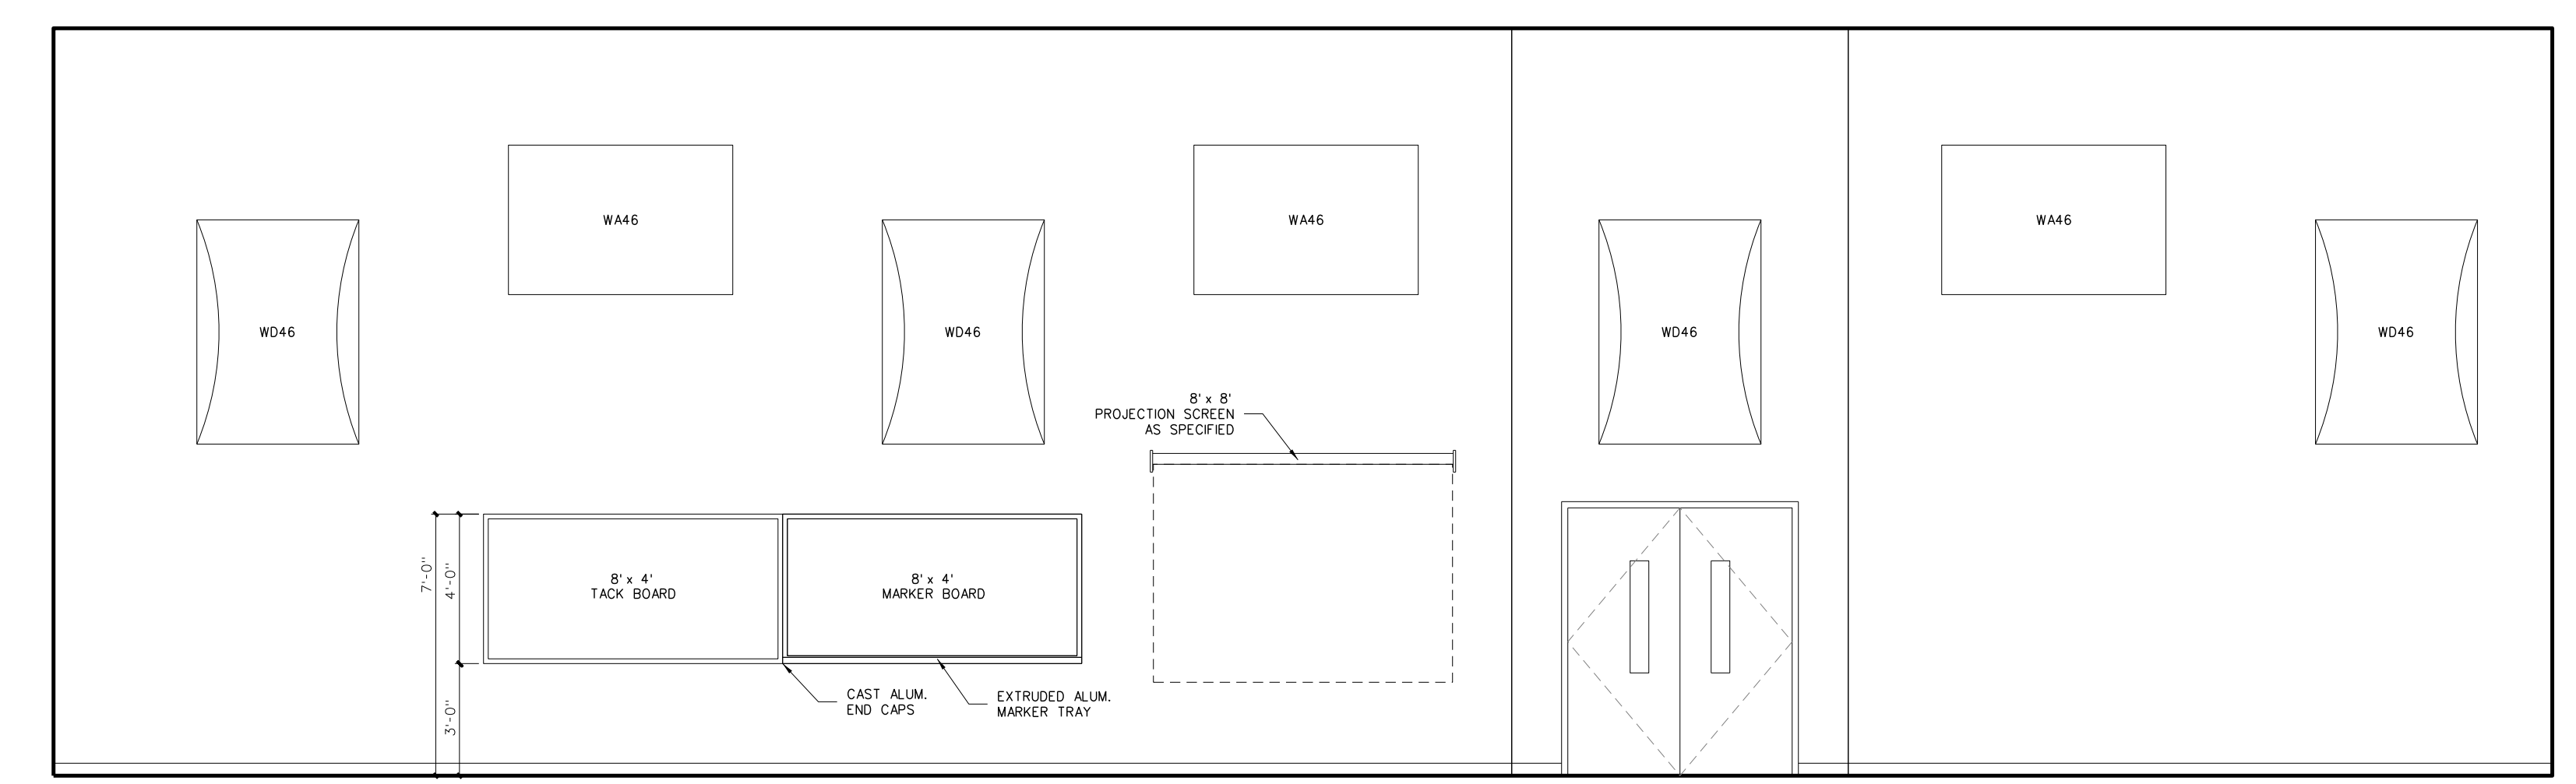 WA46
WA46
WA46
WD46
WD46
WD46
WD46
8' x 8'
PROJECTION SCREEN
AS SPECIFIED
7'-0"
4'-0"
3'-0"
8' x 4'
TACK BOARD
8' x 4'
MARKER BOARD
CAST ALUM.
END CAPS
EXTRUDED ALUM.
MARKER TRAY